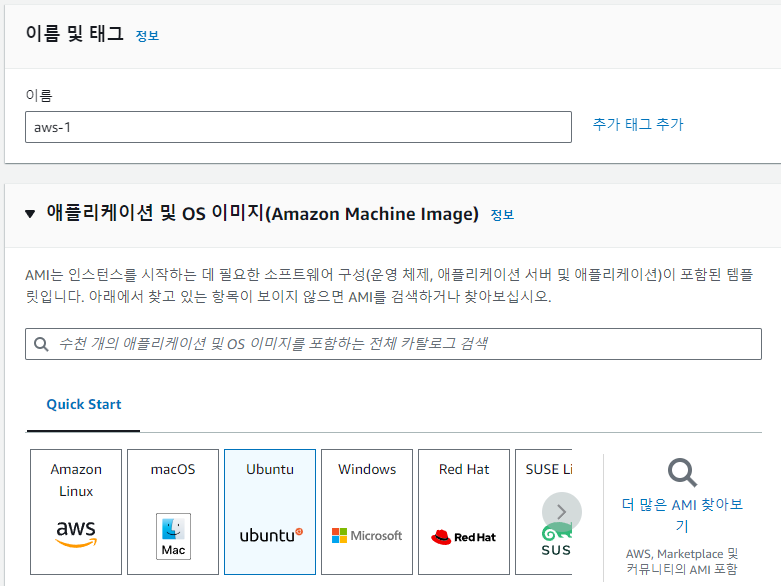 이름 및 태그 정보
이름
aws-1
추가 태그 추가
▼ 애플리케이션 및 OS 이미지(Amazon Machine Image) 정보
AMI는 인스턴스를 시작하는 데 필요한 소프트웨어 구성(운영 체제, 애플리케이션 서버 및 애플리케이션)이 포함된 템플
릿입니다. 아래에서 찾고 있는 항목이 보이지 않으면 AMI를 검색하거나 찾아보십시오.
수천 개의 애플리케이션 및 OS 이미지를 포함하는 전체 카탈로그 검색
Quick Start
Amazon
Linux
aws
macOS
Mac
Ubuntu
ubuntu
Windows
Microsoft
Red Hat
Red Hat
SUSE Li
SUS
더 많은 AMI 찾아보
기
AWS, Marketplace 및
커뮤니티의 AMI 포함